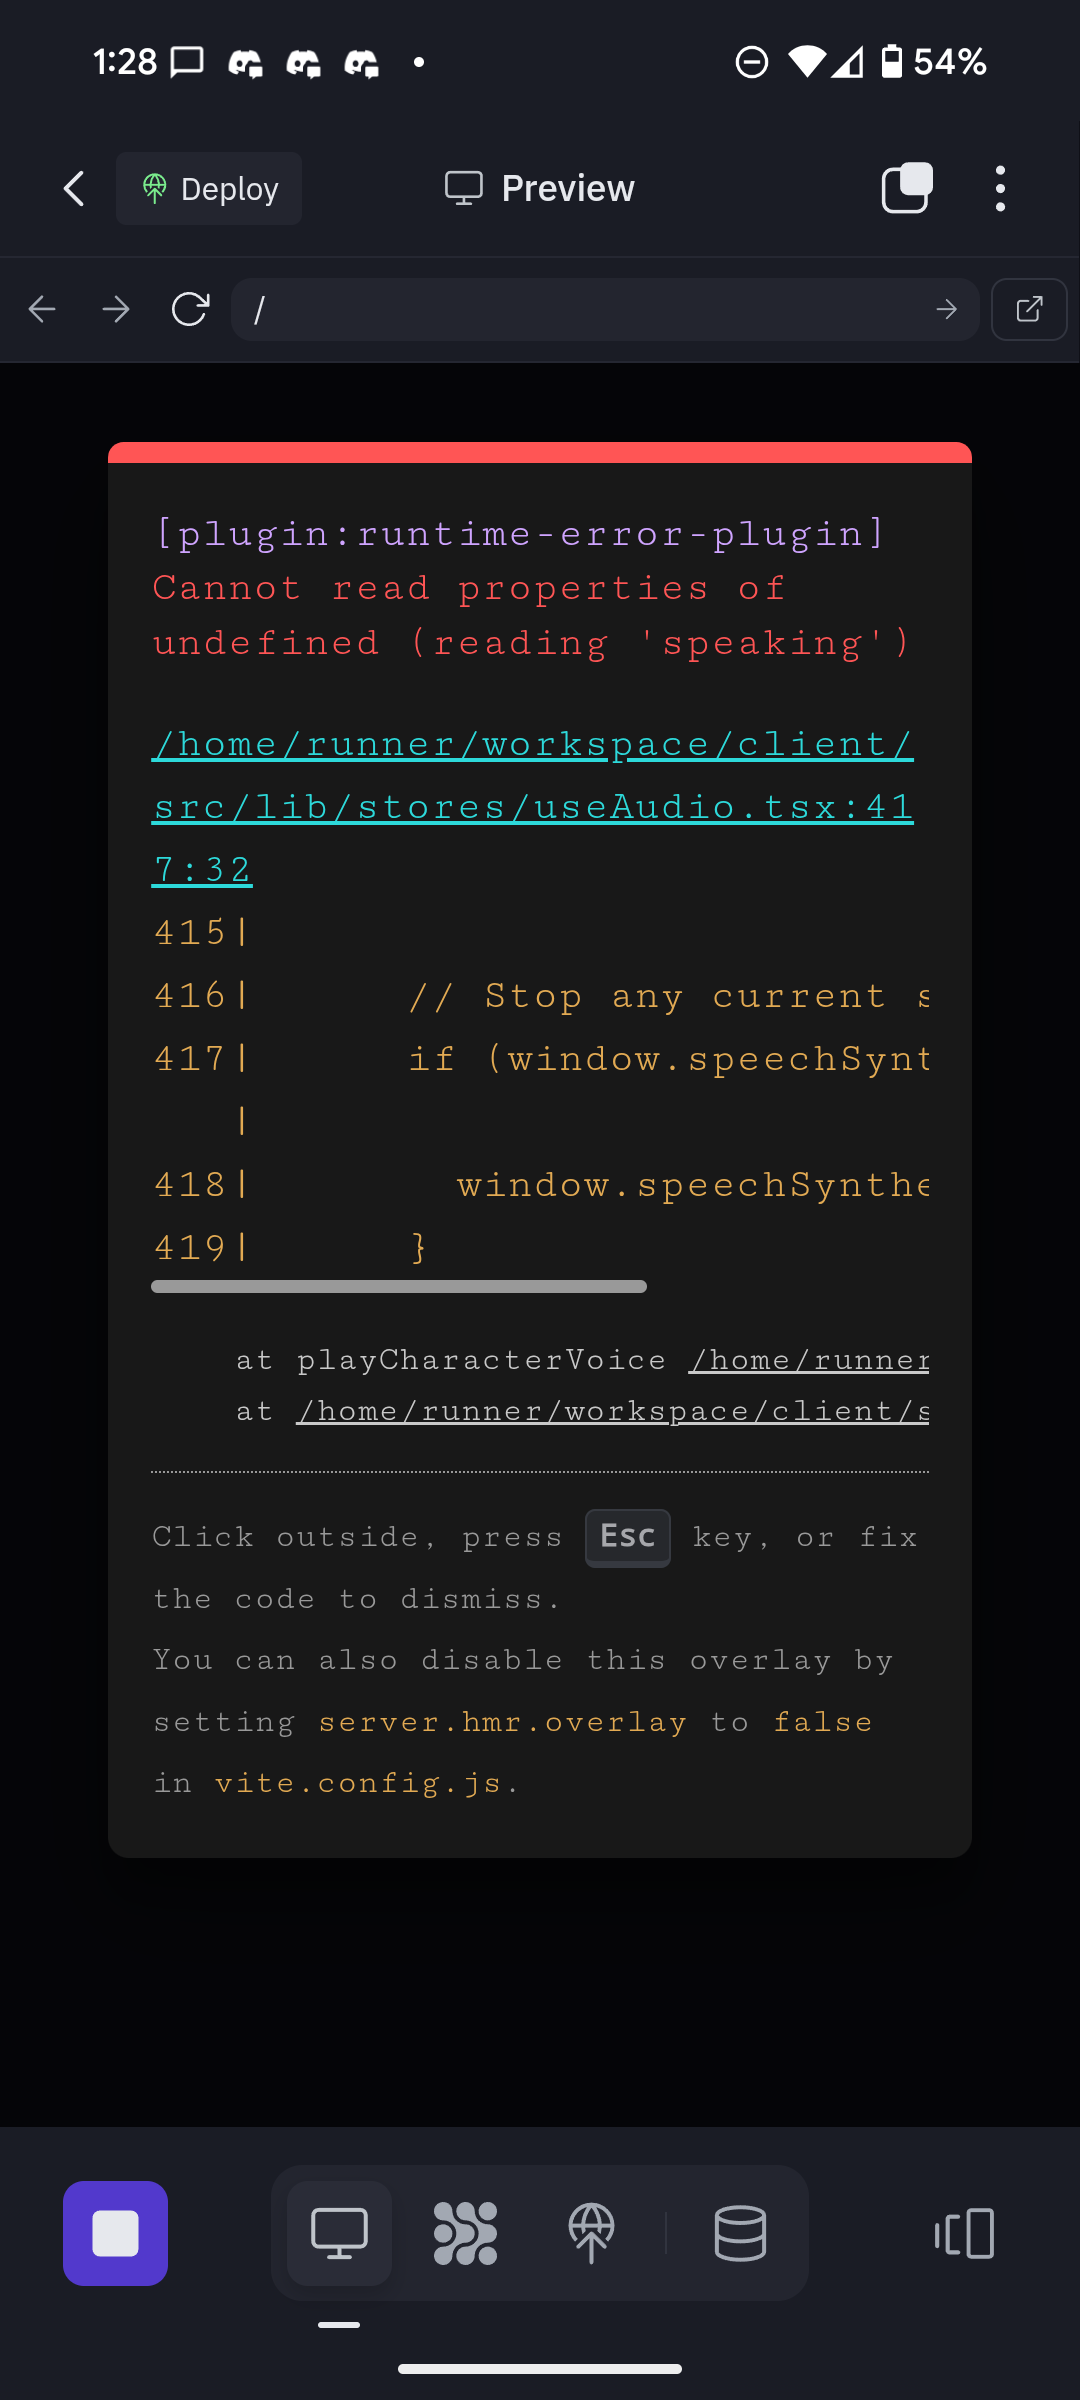 1:28
54%
Deploy
Preview
/
[plugin:runtime-error-plugin]
Cannot read properties of
undefined (reading 'speaking')
/home/runner/workspace/client/
src/lib/stores/useAudio.tsx:41
7:32
415|
416|      // Stop any current s
417|      if (window.speechSynt
|
418|        window.speechSynthe
419|      }
at playCharacterVoice /home/runner
at /home/runner/workspace/client/s
Click outside, press Esc key, or fix
the code to dismiss.
You can also disable this overlay by
setting server.hmr.overlay to false
in vite.config.js.